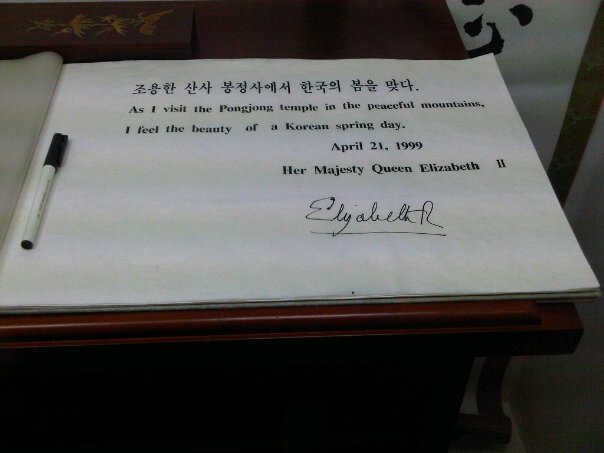 조용한 산사 봉정사에서 한국의 봄을 맞다.
As I visit the Pongjong temple in the peaceful mountains,
I feel the beauty of a Korean spring day.
April 21, 1999
Her Majesty Queen Elizabeth II
Elizabeth R